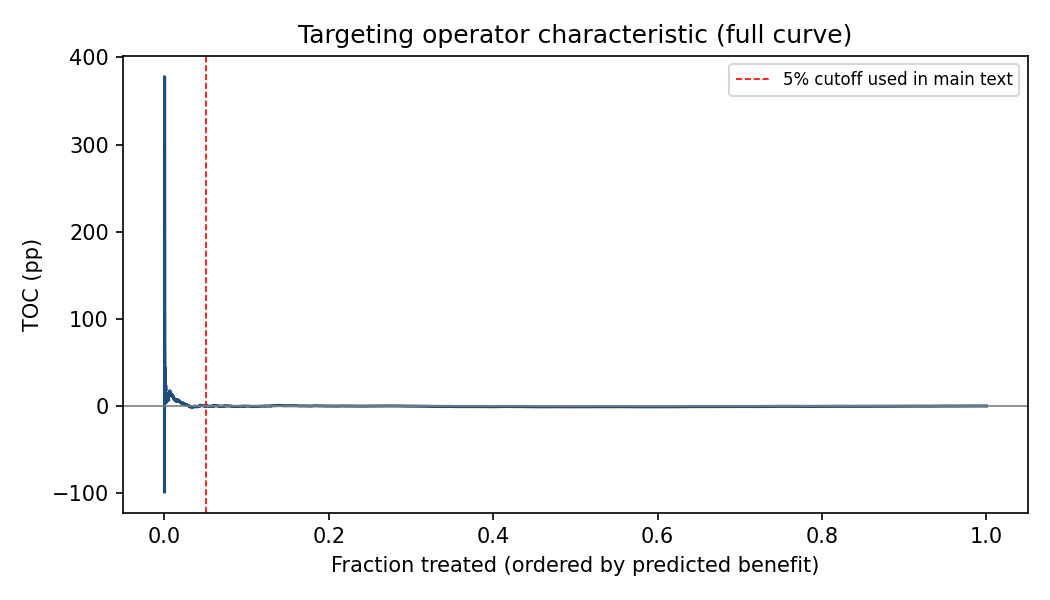 Targeting operator characteristic (full curve)
5% cutoff used in main text
TOC (pp)
400
300
200
100
0
−100
0.0 0.2 0.4 0.6 0.8 1.0
Fraction treated (ordered by predicted benefit)